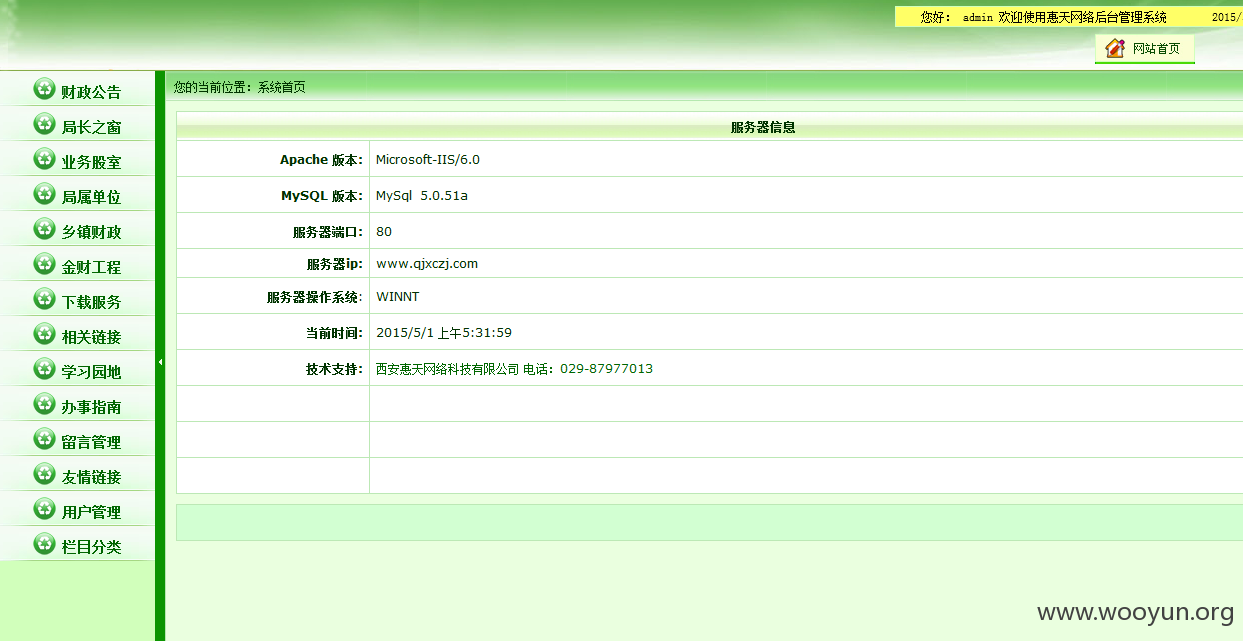 您好： admin 欢迎使用惠天网络后台管理系统 2015/
网站首页
您的当前位置：系统首页
财政公告
局长之窗
业务股室
局属单位
乡镇财政
金财工程
下载服务
相关链接
学习园地
办事指南
留言管理
友情链接
用户管理
栏目分类
服务器信息
Apache 版本: Microsoft-IIS/6.0
MySQL 版本: MySql 5.0.51a
服务器端口: 80
服务器ip: www.qjxczj.com
服务器操作系统: WINNT
当前时间: 2015/5/1 上午5:31:59
技术支持: 西安惠天网络科技有限公司 电话：029-87977013
www.wooyun.org